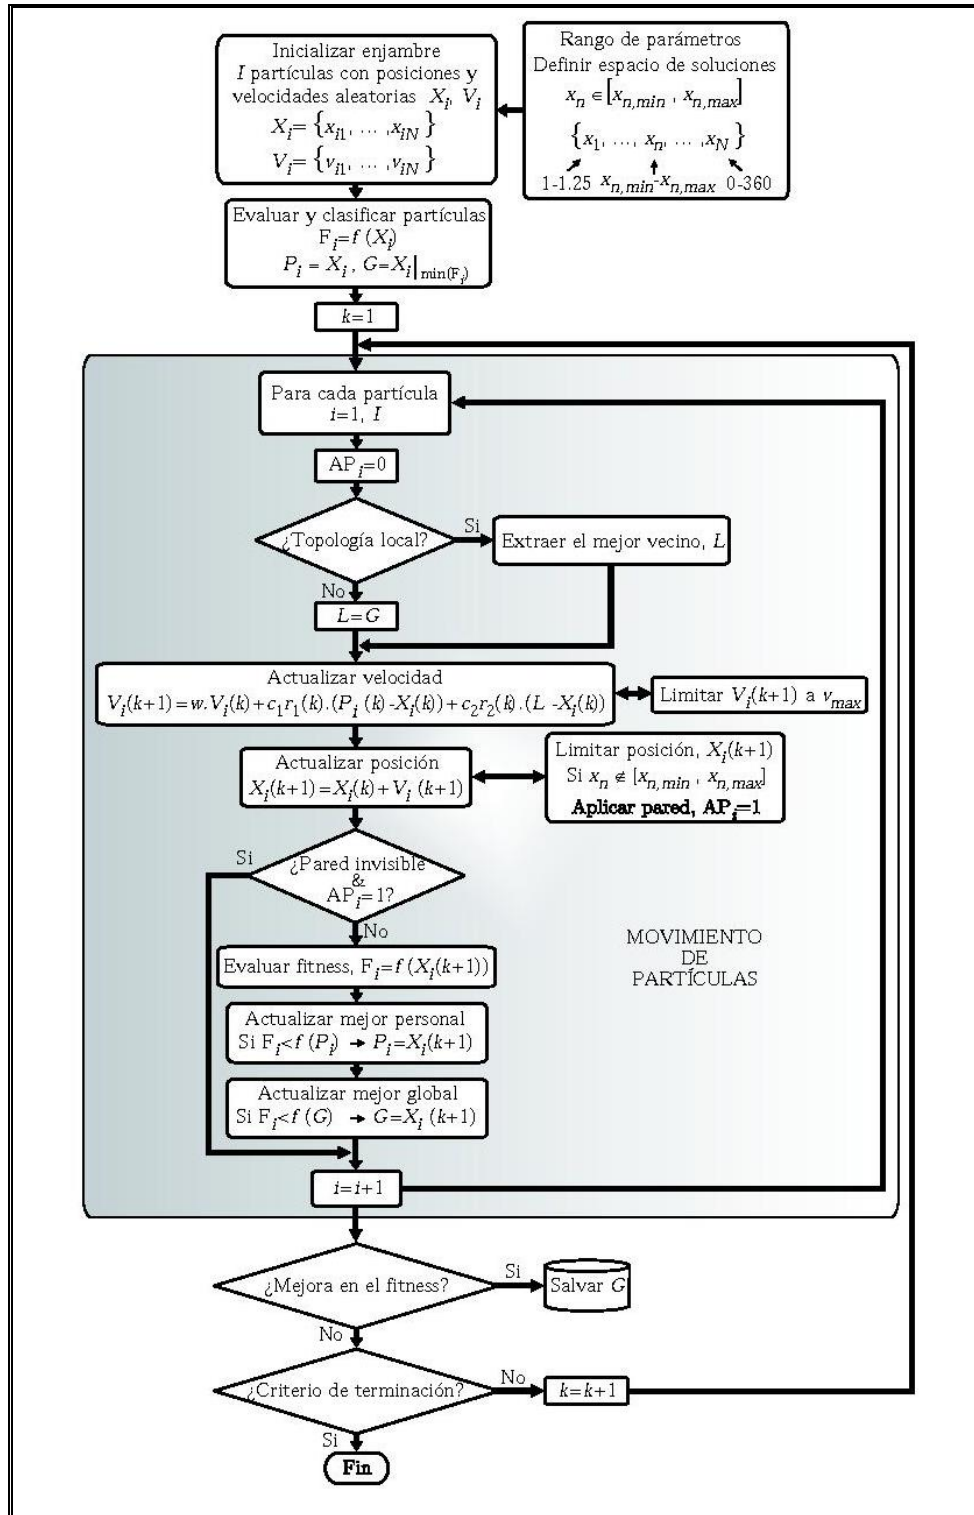 Inicializar enjambre
I partículas con posiciones y
velocidades aleatorias X_i, V_i
X_i= {x_i1, ... ,x_iN}
V_i= {v_i1, ... ,v_iN}
Rango de parámetros
Definir espacio de soluciones
x_n ∈ [x_n,min , x_n,max]
{x_1, ..., x_n, ..., x_N}
1-1.25 x_n,min-x_n,max 0-360
Evaluar y clasificar partículas
F_i=f (X_i)
P_i = X_i , G=X_i|min(F_i)
k=1
Para cada partícula
i=1, I
AP_i=0
¿Topología local?
Si
Extraer el mejor vecino, L
No
L=G
Actualizar velocidad
V_i(k+1)=w.V_i(k)+c_1r_1(k).(P_i (k)-X_i(k))+c_2r_2(k).(L -X_i(k))
Limitar V_i(k+1) a v_max
Actualizar posición
X_i(k+1)=X_i(k)+V_i (k+1)
Limitar posición, X_i(k+1)
Si x_n ∉ [x_n,min , x_n,max]
Aplicar pared, AP_i=1
Si
¿Pared invisible
&
AP_i=1?
No
Evaluar fitness, F_i=f (X_i(k+1))
MOVIMIENTO
DE
PARTÍCULAS
Actualizar mejor personal
Si F_i<f (P_i) → P_i=X_i(k+1)
Actualizar mejor global
Si F_i<f (G) → G=X_i (k+1)
i=i+1
¿Mejora en el fitness?
Si
Salvar G
No
¿Criterio de terminación?
No
k=k+1
Si
Fin